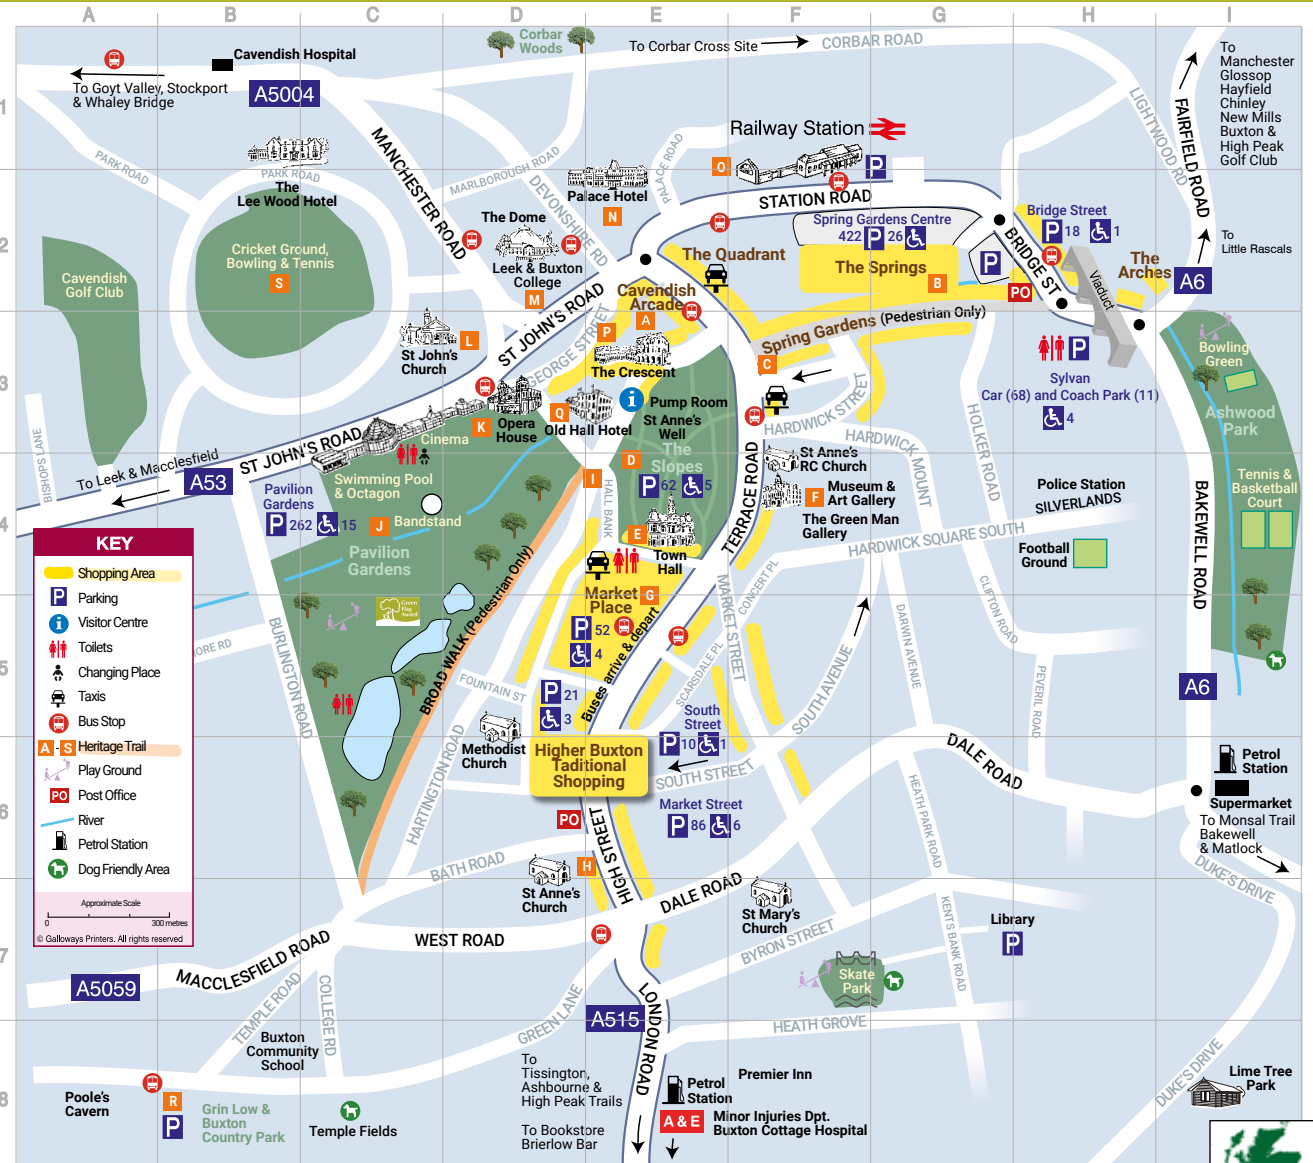 A B C D E F G H I
1
2
3
4
5
6
7
8
Cavendish Hospital
To Goyt Valley, Stockport
& Whaley Bridge
A5004
Corbar
Woods
To Corbar Cross Site
CORBAR ROAD
To
Manchester
Glossop
Hayfield
Chinley
New Mills
Buxton &
High Peak
Golf Club
LIGHTWOOD RD
FAIRFIELD ROAD
Railway Station
O
P
PARK ROAD
PARK ROAD
The
Lee Wood Hotel
MANCHESTER ROAD
MARLBOROUGH ROAD
DEVONSHIRE RD
PALACE ROAD
Palace Hotel
N
STATION ROAD
The Dome
Leek & Buxton
College
M
Spring Gardens Centre
422 P 26
The Springs
B
Bridge Street
P 18 1
BRIDGE ST
P
PO
Viaduct
The
Arches
To
Little Rascals
A6
Cricket Ground,
Bowling & Tennis
S
Cavendish
Golf Club
The Quadrant
Cavendish
Arcade
A
P
Spring Gardens (Pedestrian Only)
C
ST JOHN'S ROAD
GEORGE STREET
St John's
Church
L
The Crescent
i
Pump Room
St Anne's
Well
D
The
Slopes
P 62 5
HARDWICK STREET
HARDWICK MOUNT
HOLKER ROAD
P
Sylvan
Car (68) and Coach Park (11)
4
Bowling
Green
Ashwood
Park
Tennis &
Basketball
Court
BISHOPS LANE
To Leek & Macclesfield
A53
ST JOHN'S ROAD
Cinema
K
Opera
House
Q
Old Hall Hotel
I
HALL BANK
Swimming Pool
& Octagon
Pavilion
Gardens
P 262 15
J
Bandstand
Pavilion
Gardens
Green
Flag
Award
E
Town
Hall
TERRACE ROAD
St Anne's
RC Church
F
Museum &
Art Gallery
The Green Man
Gallery
Police Station
SILVERLANDS
HARDWICK SQUARE SOUTH
Football
Ground
BAKEWELL ROAD
A6
CONCERT PL
MARKET STREET
Market
Place
G
P 52
4
Buses arrive & depart
SCARSDALE PL
SOUTH AVENUE
DARWIN AVENUE
CLIFTON ROAD
PEVERIL ROAD
BURLINGTON ROAD
ORE RD
BROAD WALK (Pedestrian Only)
FOUNTAIN ST
P 21
3
HARTINGTON ROAD
Methodist
Church
South
Street
P 10 1
SOUTH STREET
Higher Buxton
Taditional
Shopping
Market Street
P 86 6
DALE ROAD
HEATH PARK ROAD
Petrol
Station
Supermarket
To Monsal Trail
Bakewell
& Matlock
DUKE'S DRIVE
PO
HIGH STREET
BATH ROAD
H
St Anne's
Church
DALE ROAD
St Mary's
Church
BYRON STREET
KENTS BANK ROAD
Library
P
Skate
Park
HEATH GROVE
WEST ROAD
MACCLESFIELD ROAD
A5059
TEMPLE ROAD
COLLEGE RD
GREEN LANE
A515
LONDON ROAD
Buxton
Community
School
To
Tissington,
Ashbourne &
High Peak Trails
To Bookstore
Brierlow Bar
Petrol
Station
Premier Inn
A & E
Minor Injuries Dpt.
Buxton Cottage Hospital
DUKE'S DRIVE
Lime Tree
Park
Poole's
Cavern
R
P
Grin Low &
Buxton
Country Park
Temple Fields
KEY
Shopping Area
P Parking
i Visitor Centre
Toilets
Changing Place
Taxis
Bus Stop
A - S Heritage Trail
Play Ground
PO Post Office
River
Petrol Station
Dog Friendly Area
Approximate Scale
0 300 metres
© Galloways Printers. All rights reserved